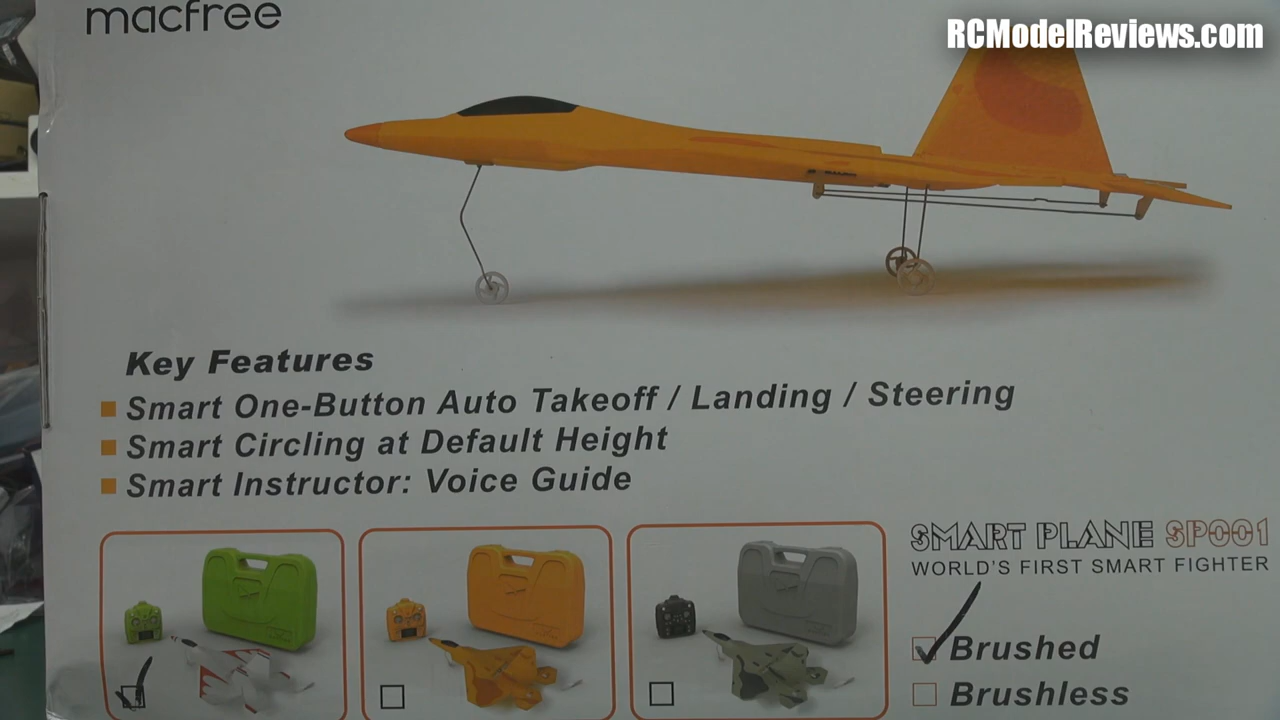 macfree
RCModelReviews.com
Key Features
Smart One-Button Auto Takeoff / Landing / Steering
Smart Circling at Default Height
Smart Instructor: Voice Guide
SMART PLANE SP001
WORLD'S FIRST SMART FIGHTER
Brushed
Brushless